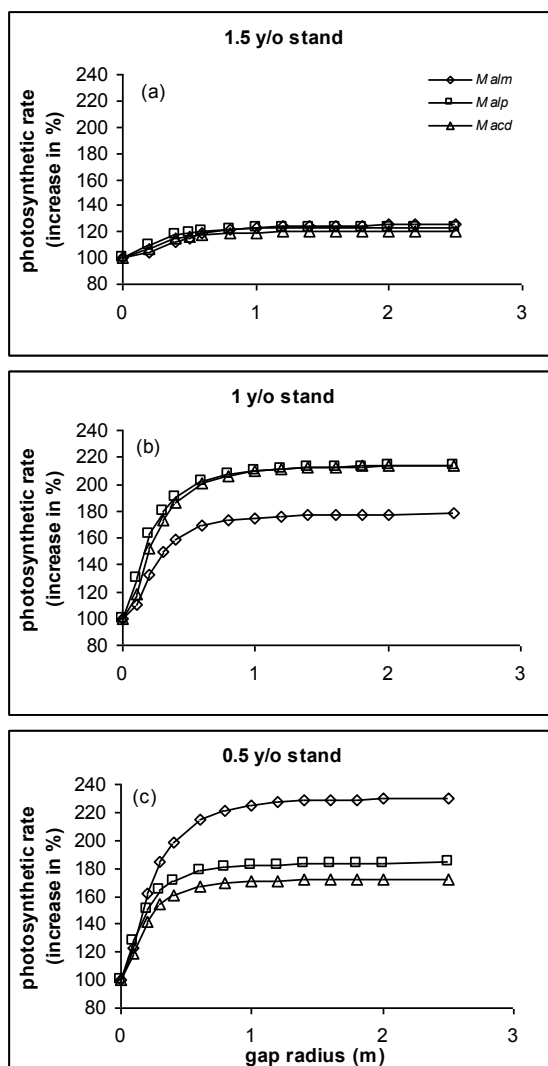 1.5 y/o stand
(a)
Malm
Malp
Macd
photosynthetic rate
(increase in %)
240
220
200
180
160
140
120
100
80
0 1 2 3
1 y/o stand
(b)
photosynthetic rate
(increase in %)
240
220
200
180
160
140
120
100
80
0 1 2 3
0.5 y/o stand
(c)
photosynthetic rate
(increase in %)
240
220
200
180
160
140
120
100
80
0 1 2 3
gap radius (m)